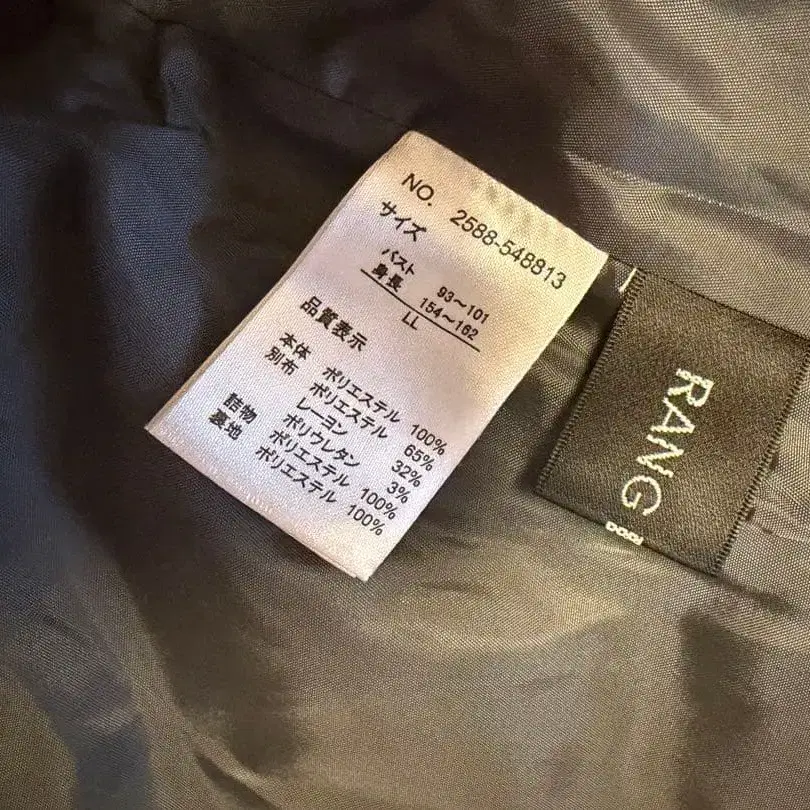 NO. 2588-548813
サイズ
バスト 93～101
身長 154～162
LL
品質表示
本体 ポリエステル 100%
別布 ポリエステル 65%
レーヨン 32%
ポリウレタン 3%
詰物 ポリエステル 100%
裏地 ポリエステル 100%
RANG